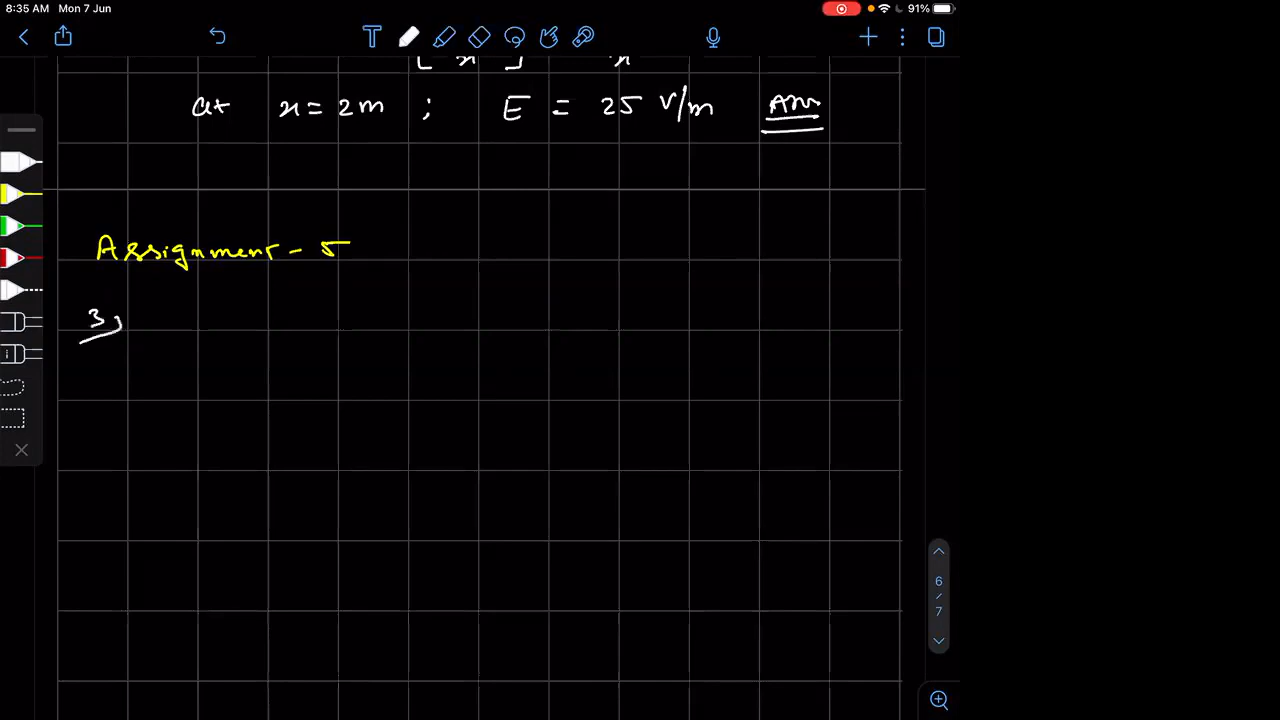 8:35 AM Mon 7 Jun
91%
at x = 2m ; E = 25 V/m Ans
Assignment - 5
3)
6 / 7